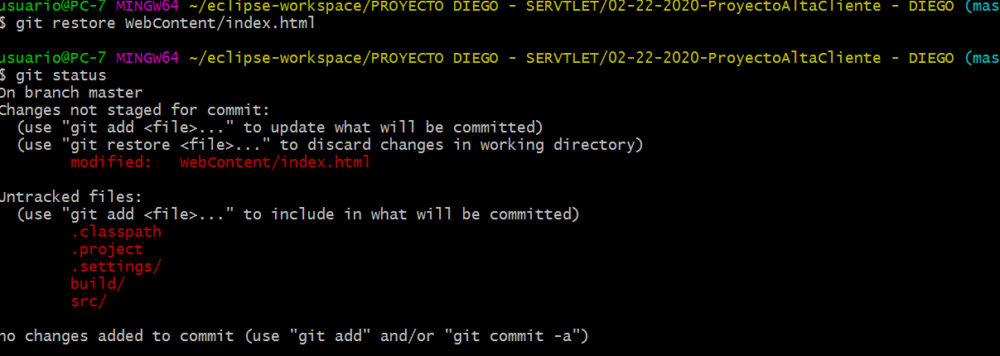 usuario@PC-7 MINGW64 ~/eclipse-workspace/PROYECTO DIEGO - SERVTLET/02-22-2020-ProyectoAltaCliente - DIEGO (mas
$ git restore WebContent/index.html
usuario@PC-7 MINGW64 ~/eclipse-workspace/PROYECTO DIEGO - SERVTLET/02-22-2020-ProyectoAltaCliente - DIEGO (mas
$ git status
On branch master
Changes not staged for commit:
(use "git add <file>..." to update what will be committed)
(use "git restore <file>..." to discard changes in working directory)
modified: WebContent/index.html
Untracked files:
(use "git add <file>..." to include in what will be committed)
.classpath
.project
.settings/
build/
src/
no changes added to commit (use "git add" and/or "git commit -a")